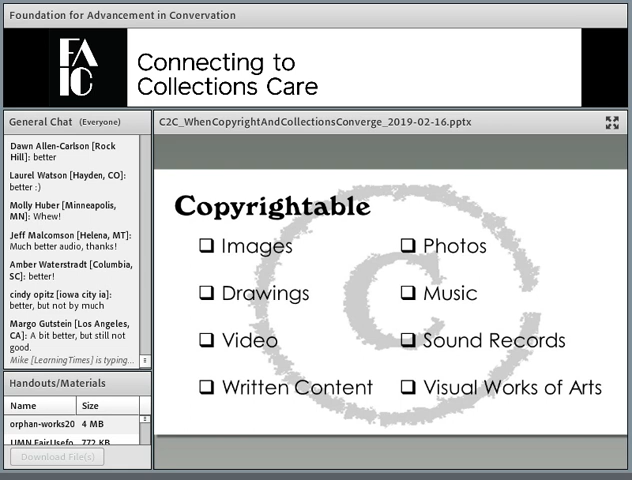 Foundation for Advancement in Convervation
FA
IC
Connecting to
Collections Care
General Chat (Everyone)
Dawn Allen-Carlson [Rock
Hill]: better
Laurel Watson [Hayden, CO]:
better :)
Molly Huber [Minneapolis,
MN]: Whew!
Jeff Malcomson [Helena, MT]:
Much better audio, thanks!
Amber Waterstradt [Columbia,
SC]: better!
cindy opitz [iowa city ia]:
better, but not by much
Margo Gutstein [Los Angeles,
CA]: A bit better, but still not
good.
Mike [LearningTimes] is typing...
Handouts/Materials
Name Size
orphan-works20 4 MB
UMN FairUsefo 772 KB
Download File(s)
C2C_WhenCopyrightAndCollectionsConverge_2019-02-16.pptx
Copyrightable
Images
Photos
Drawings
Music
Video
Sound Records
Written Content
Visual Works of Arts
C